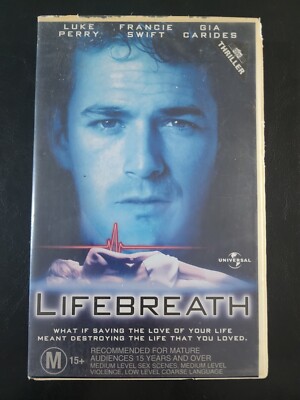 LUKE PERRY
FRANCIE SWIFT
GIA CARIDES
THRILLER
UNIVERSAL
LIFEBREATH
WHAT IF SAVING THE LOVE OF YOUR LIFE
MEANT DESTROYING THE LIFE THAT YOU LOVED.
M 15+
RECOMMENDED FOR MATURE
AUDIENCES 15 YEARS AND OVER
MEDIUM LEVEL SEX SCENES, MEDIUM LEVEL
VIOLENCE, LOW LEVEL COARSE LANGUAGE